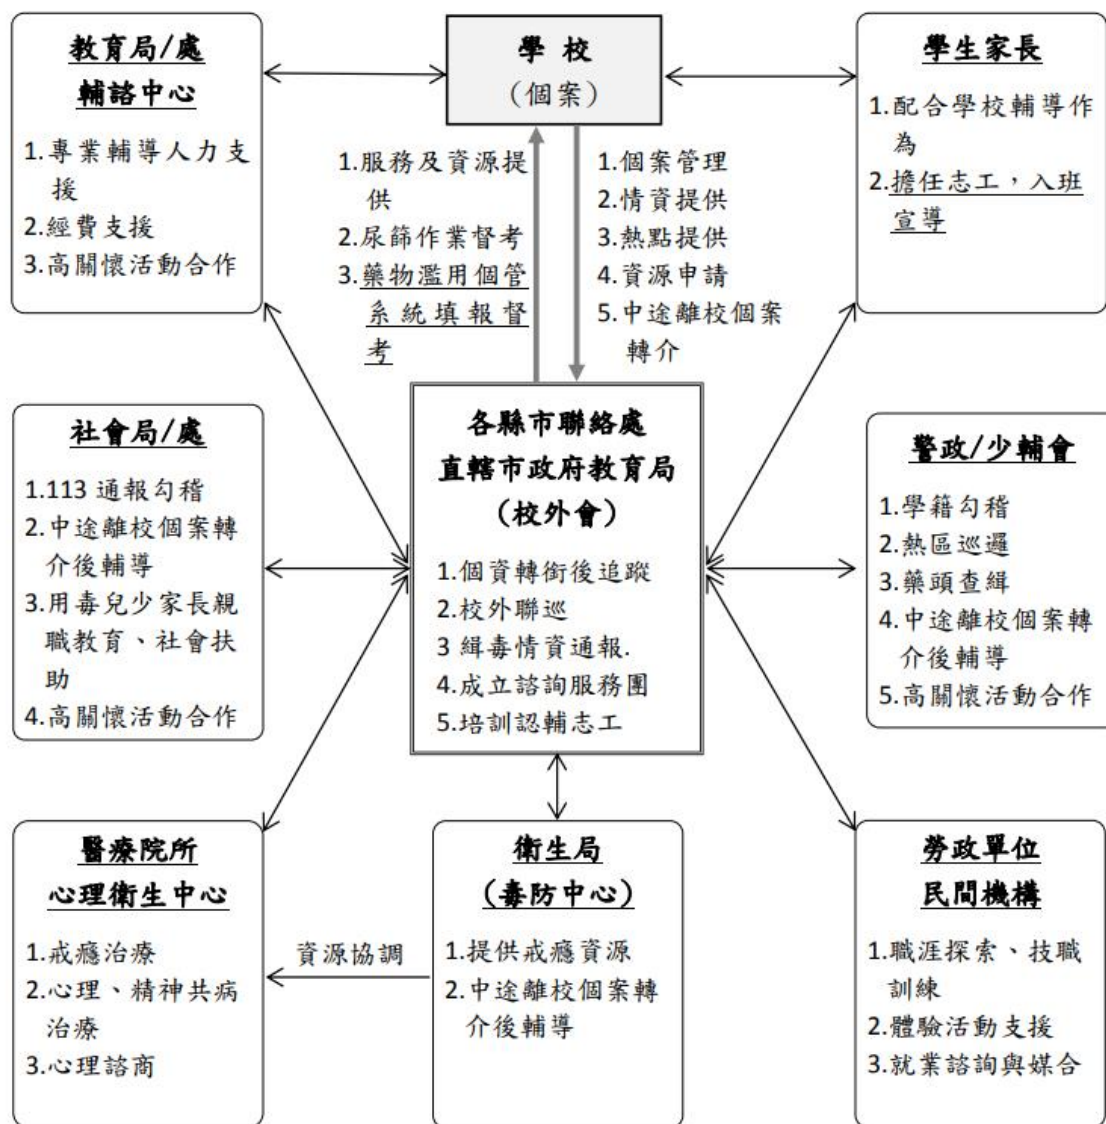 教育局/處
輔諮中心
1.專業輔導人力支
援
2.經費支援
3.高關懷活動合作
學 校
（個案）
學生家長
1.配合學校輔導作
為
2.擔任志工，入班
宣導
1.服務及資源提
供
2.尿篩作業督考
3.藥物濫用個管
系統填報督
考
1.個案管理
2.情資提供
3.熱點提供
4.資源申請
5.中途離校個案
轉介
社會局/處
1.113 通報勾稽
2.中途離校個案轉
介後輔導
3.用毒兒少家長親
職教育、社會扶
助
4.高關懷活動合作
各縣市聯絡處
直轄市政府教育局
（校外會）
1.個資轉銜後追蹤
2.校外聯巡
3 緝毒情資通報.
4.成立諮詢服務團
5.培訓認輔志工
警政/少輔會
1.學籍勾稽
2.熱區巡邏
3.藥頭查緝
4.中途離校個案轉
介後輔導
5.高關懷活動合作
醫療院所
心理衛生中心
1.戒癮治療
2.心理、精神共病
治療
3.心理諮商
資源協調
衛生局
(毒防中心)
1.提供戒癮資源
2.中途離校個案轉
介後輔導
勞政單位
民間機構
1.職涯探索、技職
訓練
2.體驗活動支援
3.就業諮詢與媒合